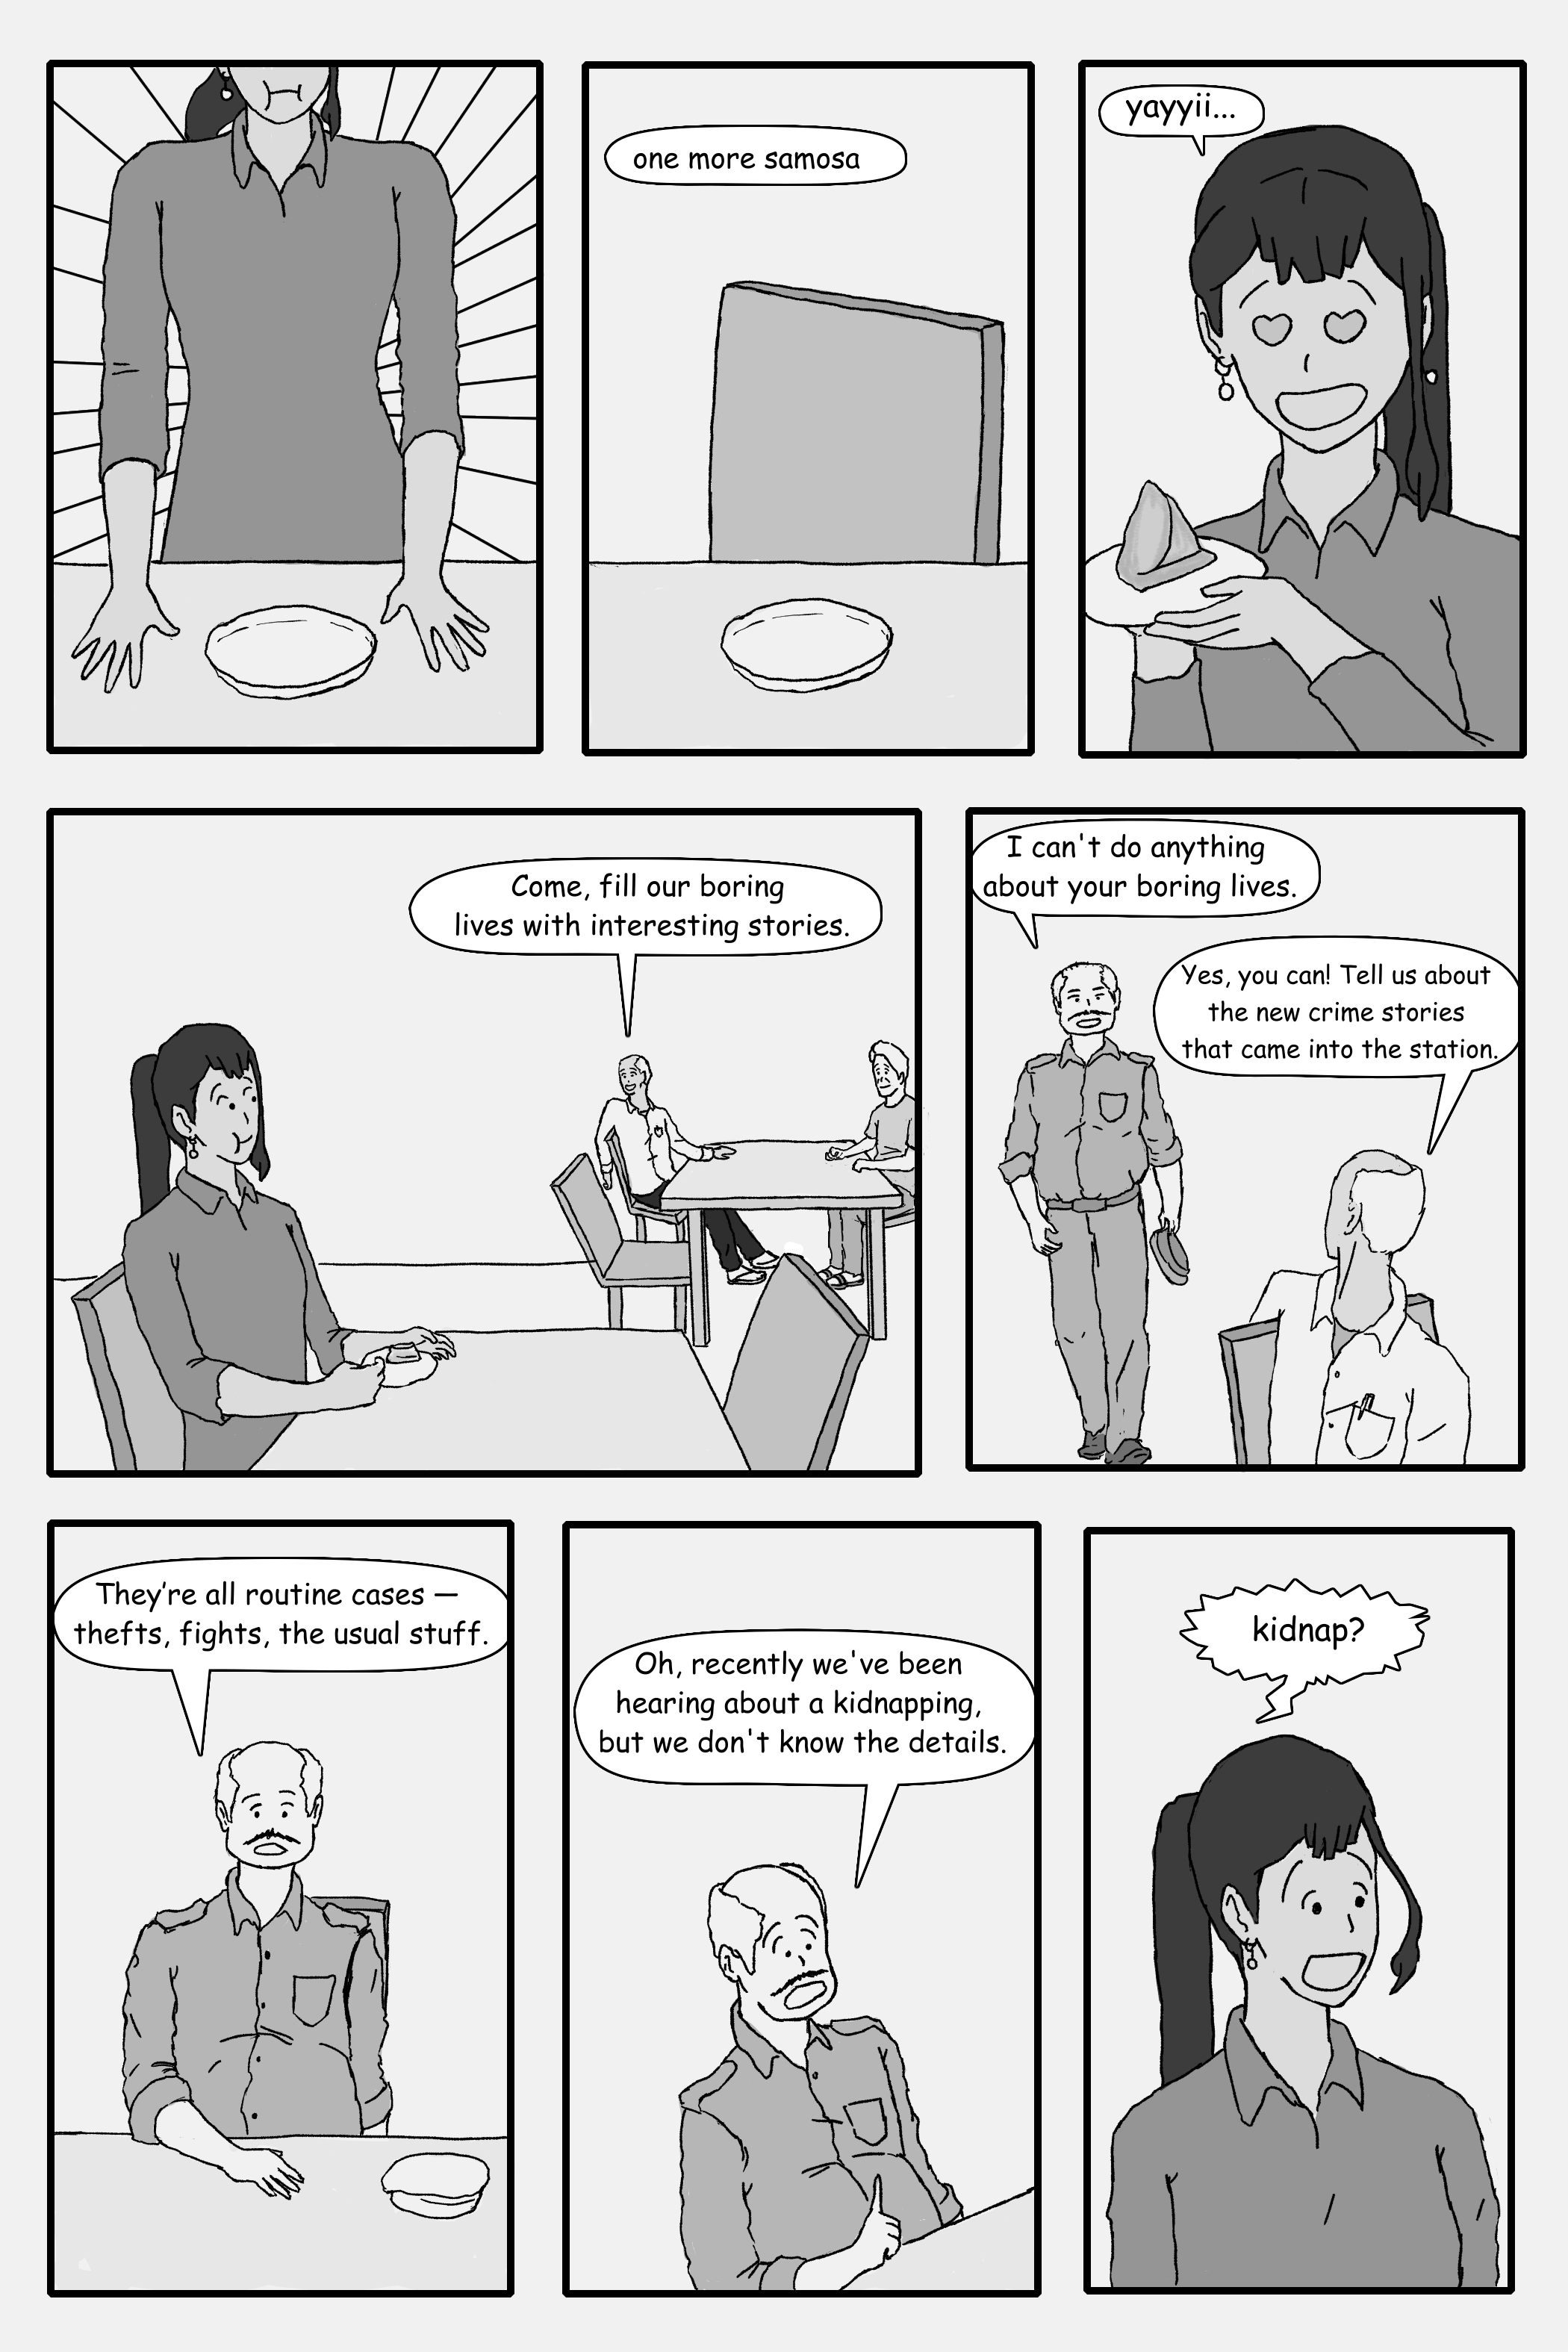 one more samosa
yayyii...
Come, fill our boring
lives with interesting stories.
I can't do anything
about your boring lives.
Yes, you can! Tell us about
the new crime stories
that came into the station.
They’re all routine cases —
thefts, fights, the usual stuff.
Oh, recently we've been
hearing about a kidnapping,
but we don't know the details.
kidnap?